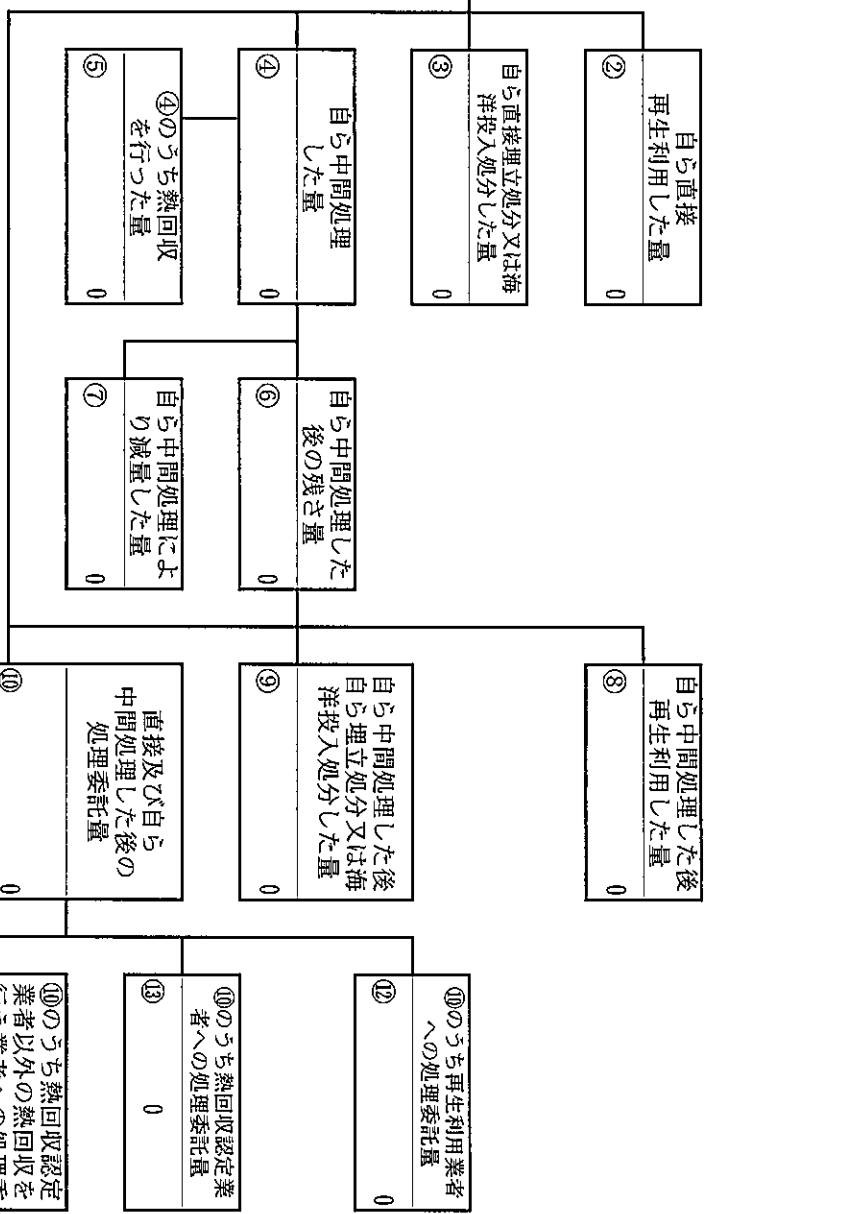 自ら直接
再生利用した量
②
0
自ら直接埋立処分又は海
洋投入処分した量
③
0
自ら中間処理
した量
④
0
④のうち熱回収
を行った量
⑤
0
自ら中間処理した
後の残さ量
⑥
0
自ら中間処理によ
り減量した量
⑦
0
自ら中間処理した後
再生利用した量
⑧
0
自ら中間処理した後
自ら埋立処分又は海
洋投入処分した量
⑨
0
直接及び自ら
中間処理した後の
処理委託量
⑩
0
⑩のうち再生利用業者
への処理委託量
⑫
0
⑩のうち熱回収認定業
者への処理委託量
⑬
0
⑩のうち熱回収認定
業者以外の熱回収を
行う業者への処理委